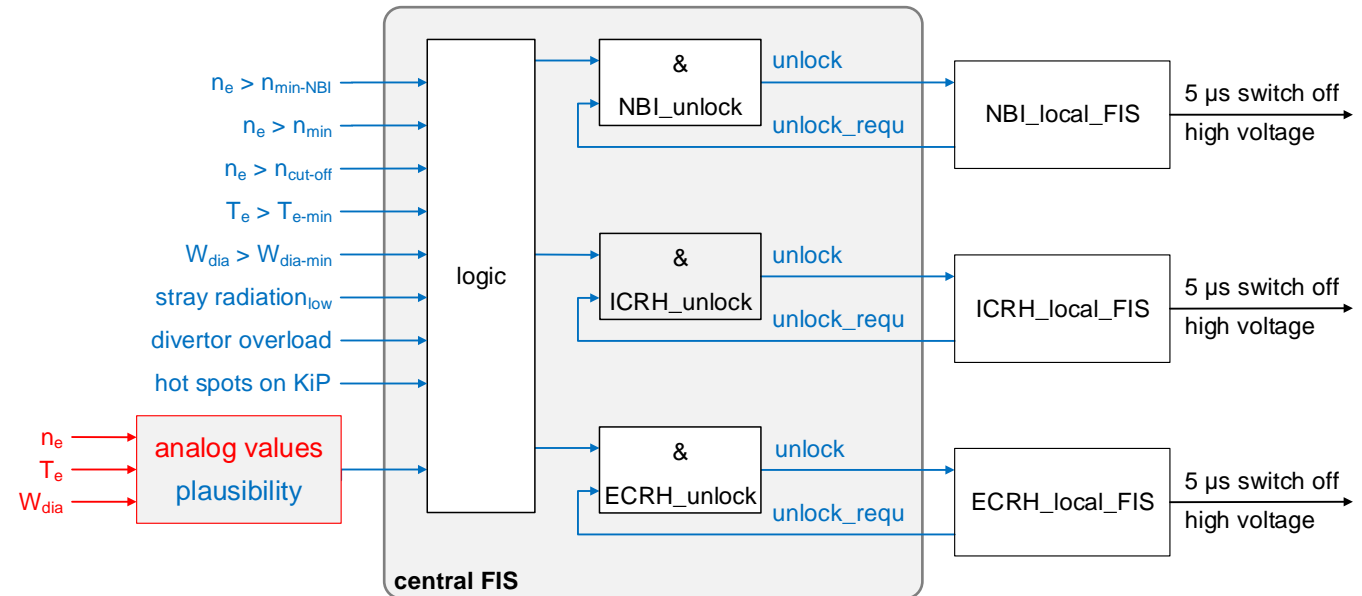 n_e > n_min-NBI
n_e > n_min
n_e > n_cut-off
T_e > T_e-min
W_dia > W_dia-min
stray radiation_low
divertor overload
hot spots on KiP
n_e
T_e
W_dia
analog values
plausibility
logic
central FIS
&
NBI_unlock
unlock
unlock_requ
NBI_local_FIS
5 µs switch off
high voltage
&
ICRH_unlock
unlock
unlock_requ
ICRH_local_FIS
5 µs switch off
high voltage
&
ECRH_unlock
unlock
unlock_requ
ECRH_local_FIS
5 µs switch off
high voltage